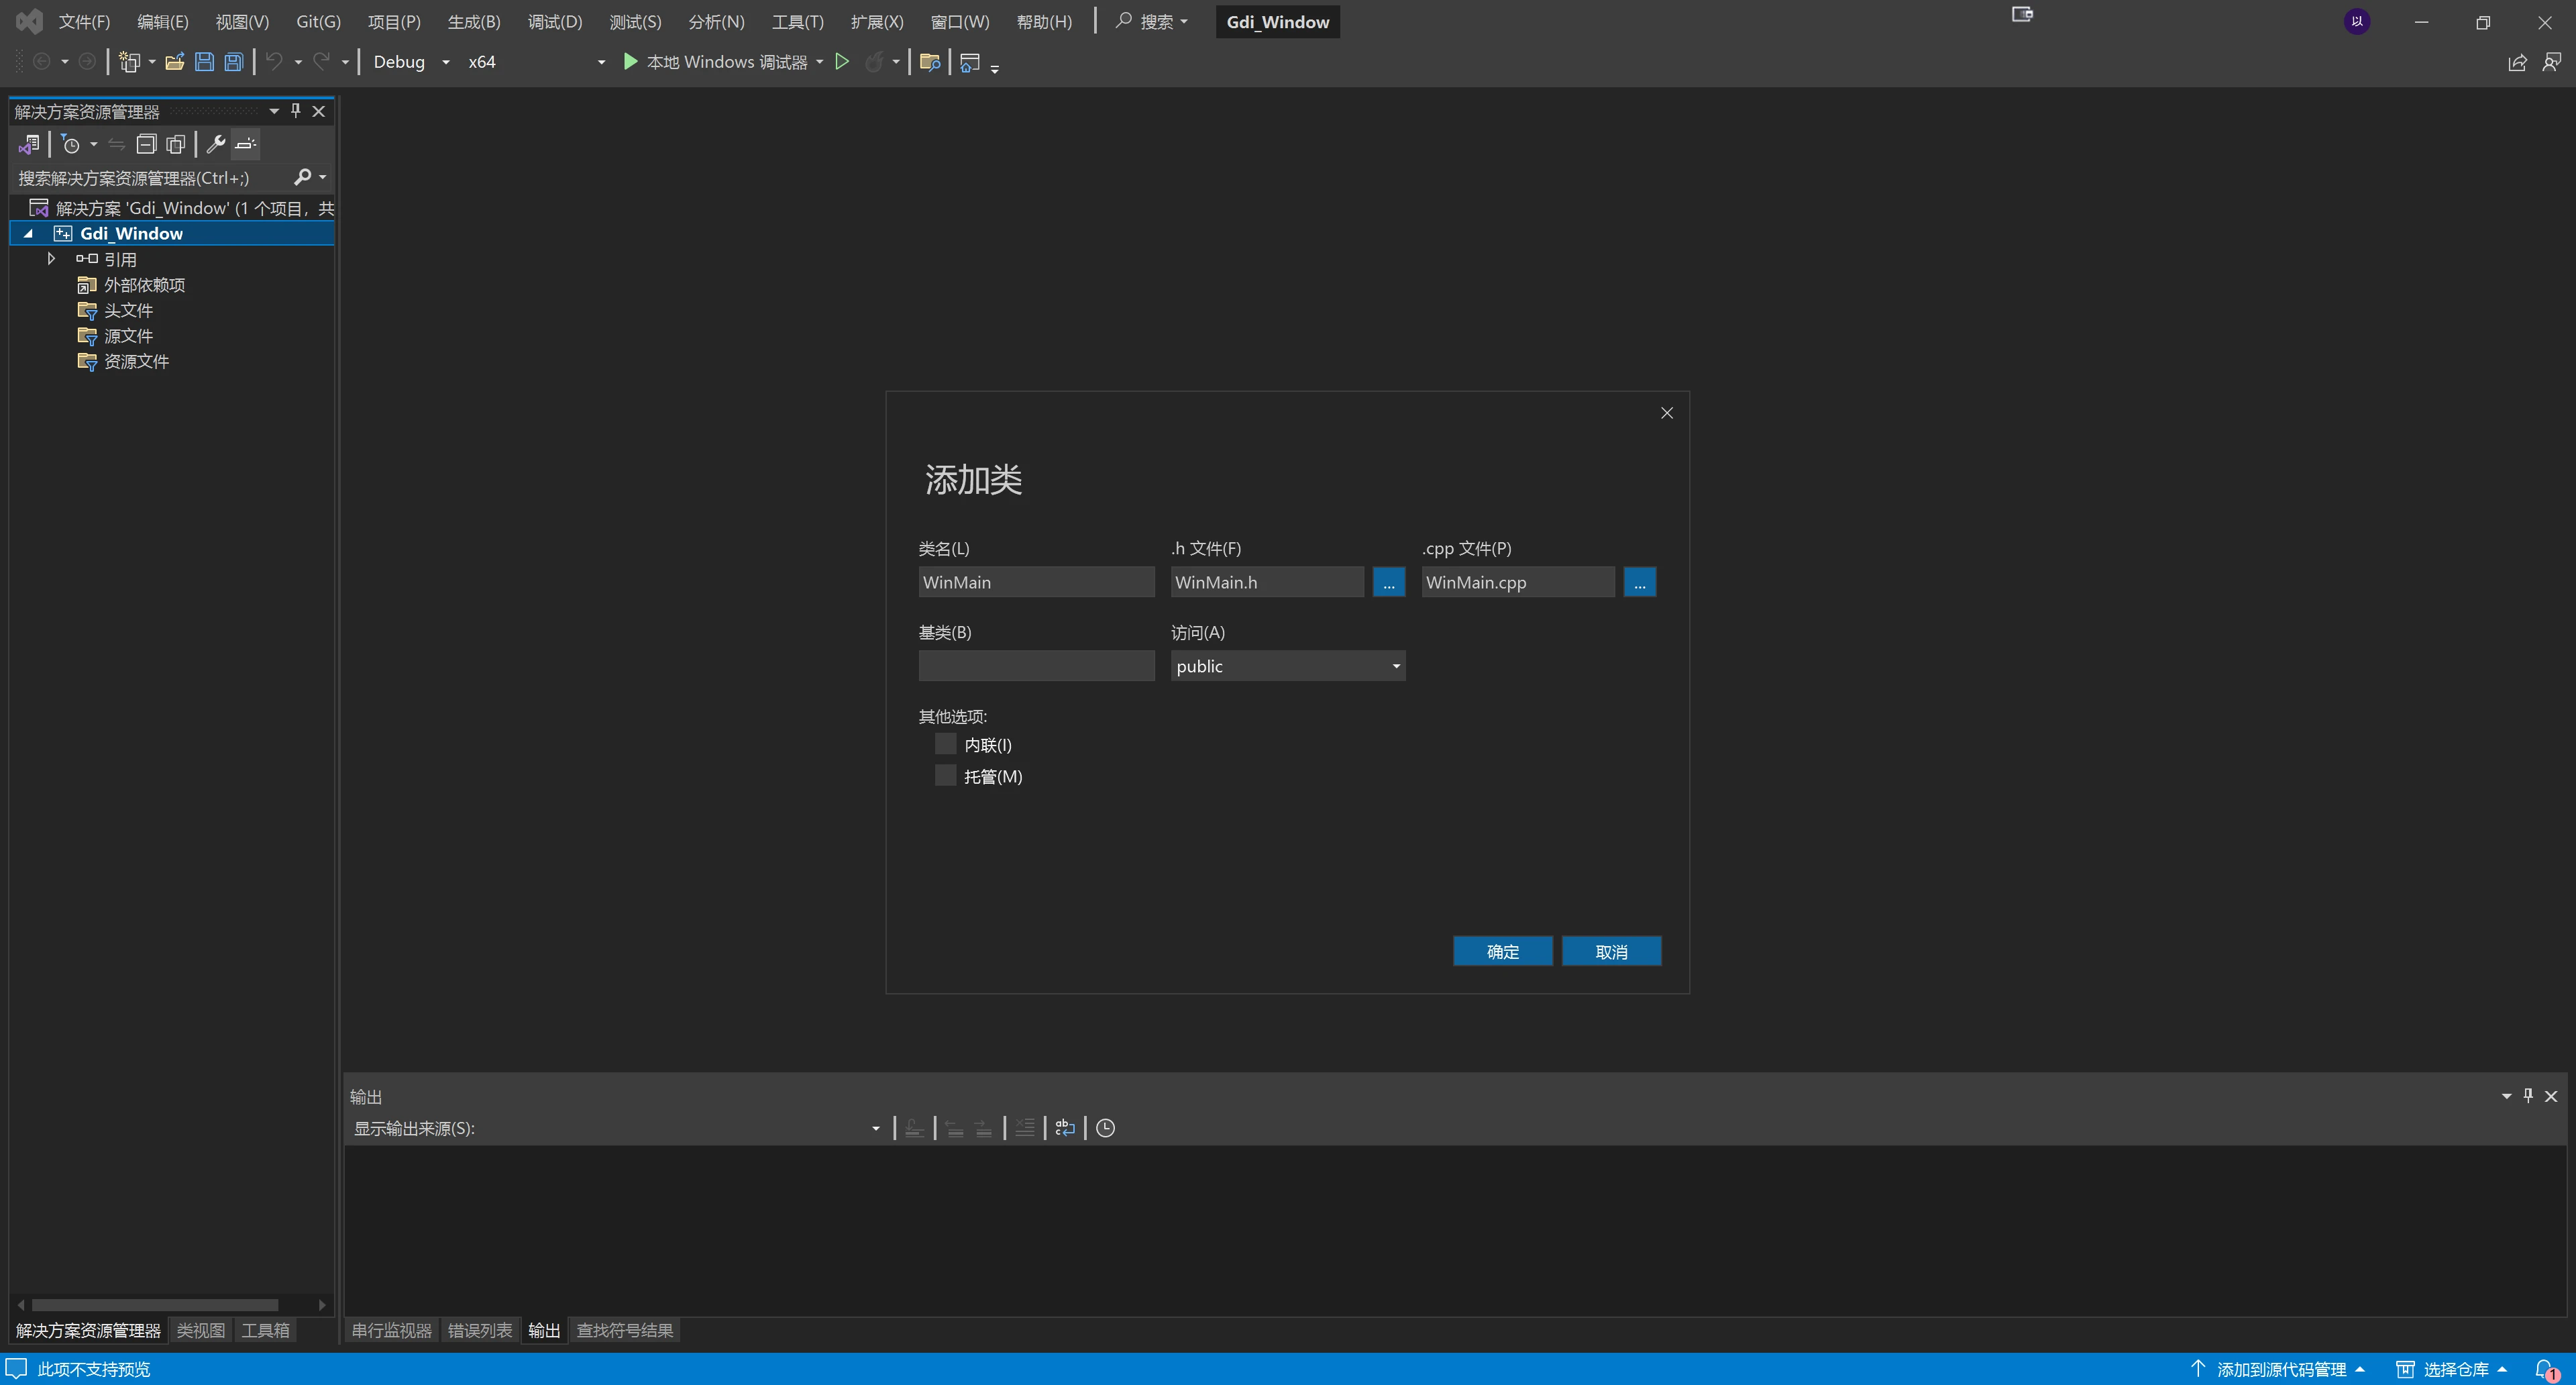 文件(F) 编辑(E) 视图(V) Git(G) 项目(P) 生成(B) 调试(D) 测试(S) 分析(N) 工具(T) 扩展(X) 窗口(W) 帮助(H) 搜索 Gdi_Window 以
Debug x64 本地 Windows 调试器
解决方案资源管理器
搜索解决方案资源管理器(Ctrl+;)
解决方案 'Gdi_Window' (1 个项目, 共
Gdi_Window
引用
外部依赖项
头文件
源文件
资源文件
添加类
类名(L) .h 文件(F) .cpp 文件(P)
WinMain WinMain.h ... WinMain.cpp ...
基类(B) 访问(A)
public
其他选项:
内联(I)
托管(M)
确定 取消
输出
显示输出来源(S):
解决方案资源管理器 类视图 工具箱 串行监视器 错误列表 输出 查找符号结果
此项不支持预览 添加到源代码管理 选择仓库 1